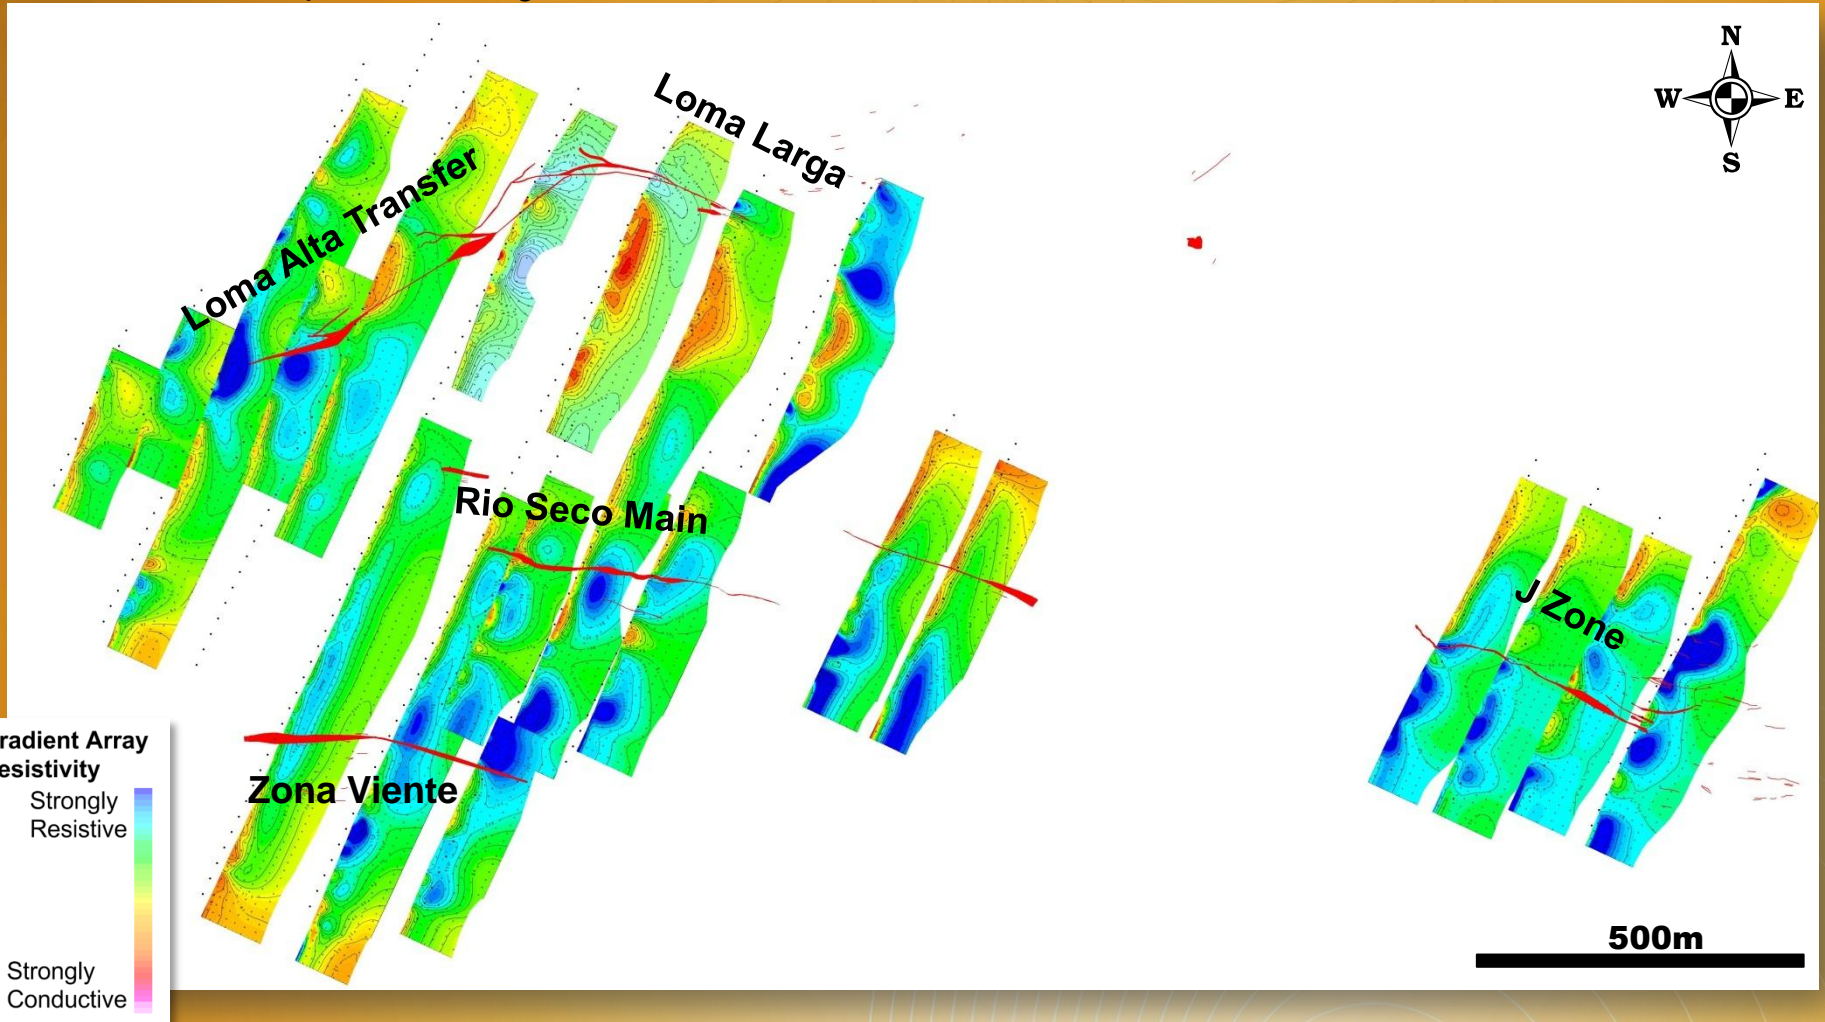 N
W E
S
Loma Larga
Loma Alta Transfer
Rio Seco Main
J Zone
Zona Viente
radient Array
esistivity
Strongly
Resistive
Strongly
Conductive
500m